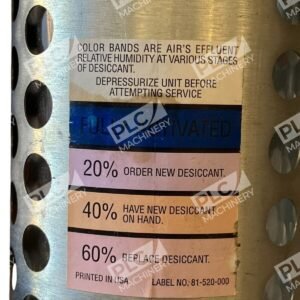 COLOR BANDS ARE AIR'S EFFLUENT
RELATIVE HUMIDITY AT VARIOUS STAGES
OF DESICCANT.
DEPRESSURIZE UNIT BEFORE
ATTEMPTING SERVICE
20% ORDER NEW DESICCANT.
40% HAVE NEW DESICCANT
ON HAND.
60% REPLACE DESICCANT.
PRINTED IN USA LABEL NO. 81-520-000
PLC
MACHINERY